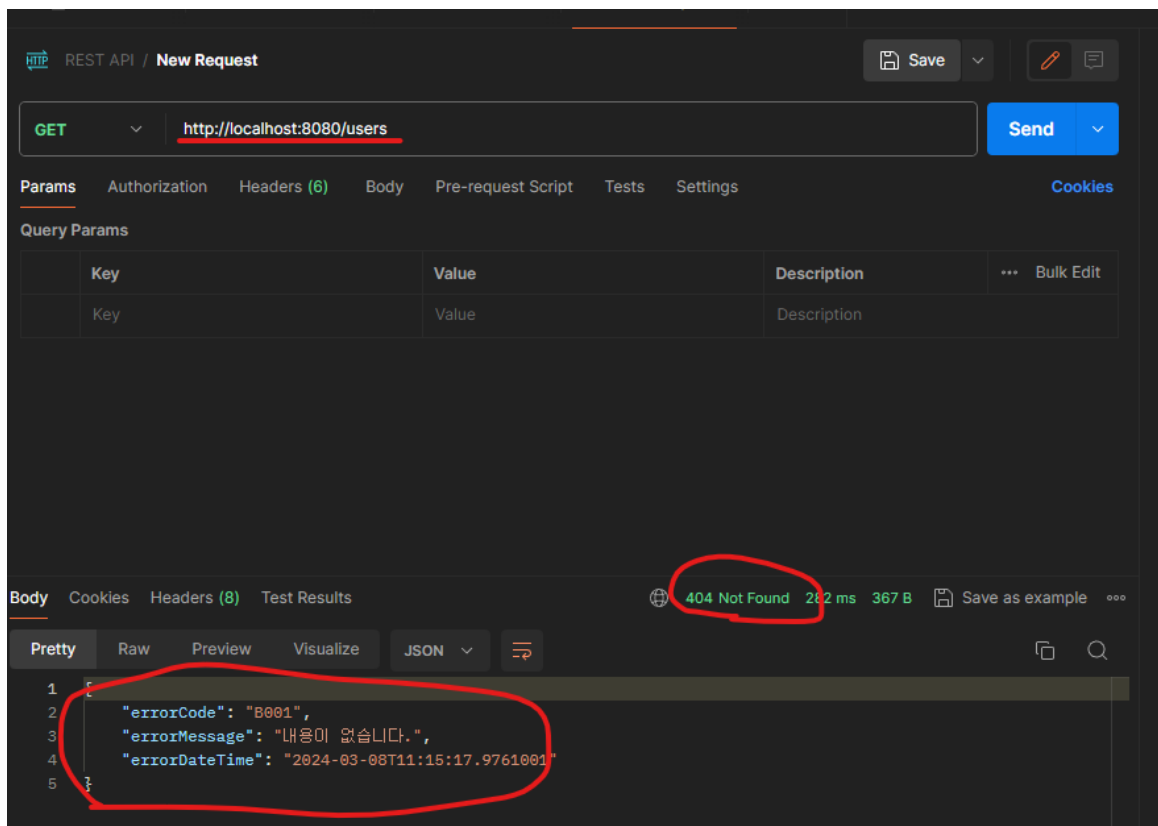 HTTP REST API / New Request
Save
GET http://localhost:8080/users
Send
Params Authorization Headers (6) Body Pre-request Script Tests Settings Cookies
Query Params
Key Value Description ••• Bulk Edit
Key Value Description
Body Cookies Headers (8) Test Results 404 Not Found 282 ms 367 B Save as example
Pretty Raw Preview Visualize JSON
1 {
2 "errorCode": "B001",
3 "errorMessage": "내용이 없습니다.",
4 "errorDateTime": "2024-03-08T11:15:17.9761001"
5 }